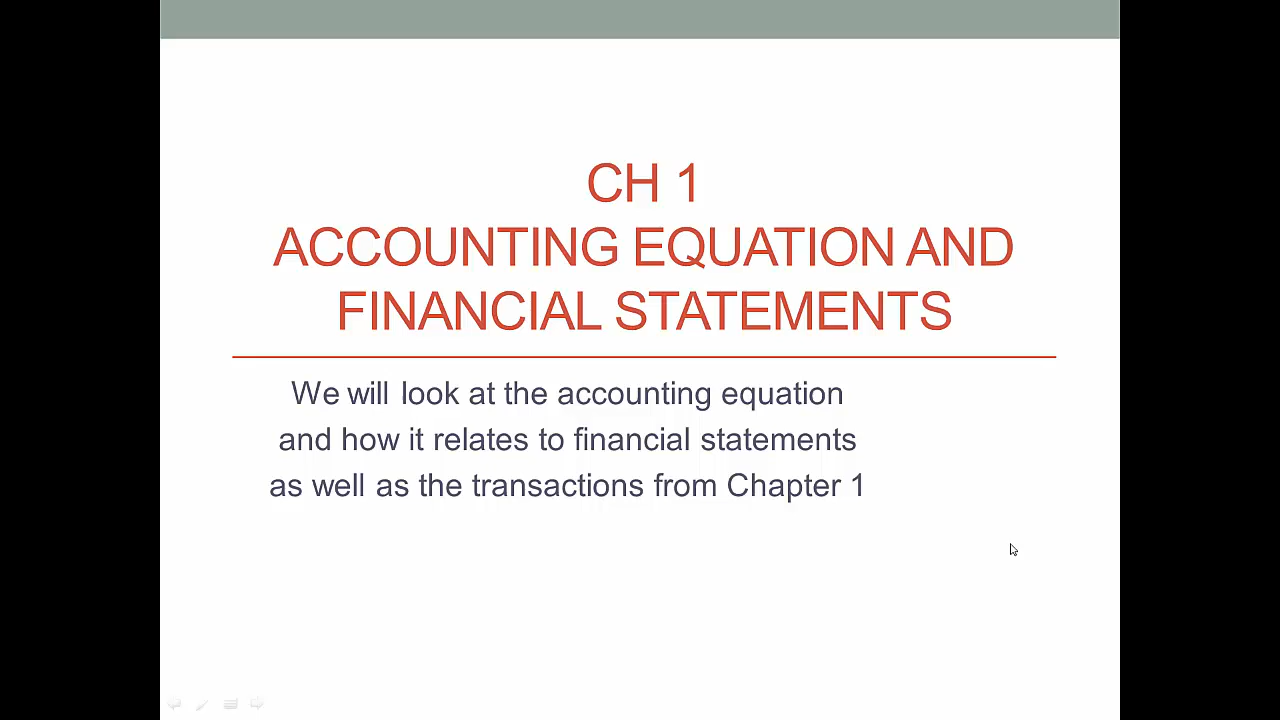 CH 1
ACCOUNTING EQUATION AND
FINANCIAL STATEMENTS
We will look at the accounting equation
and how it relates to financial statements
as well as the transactions from Chapter 1